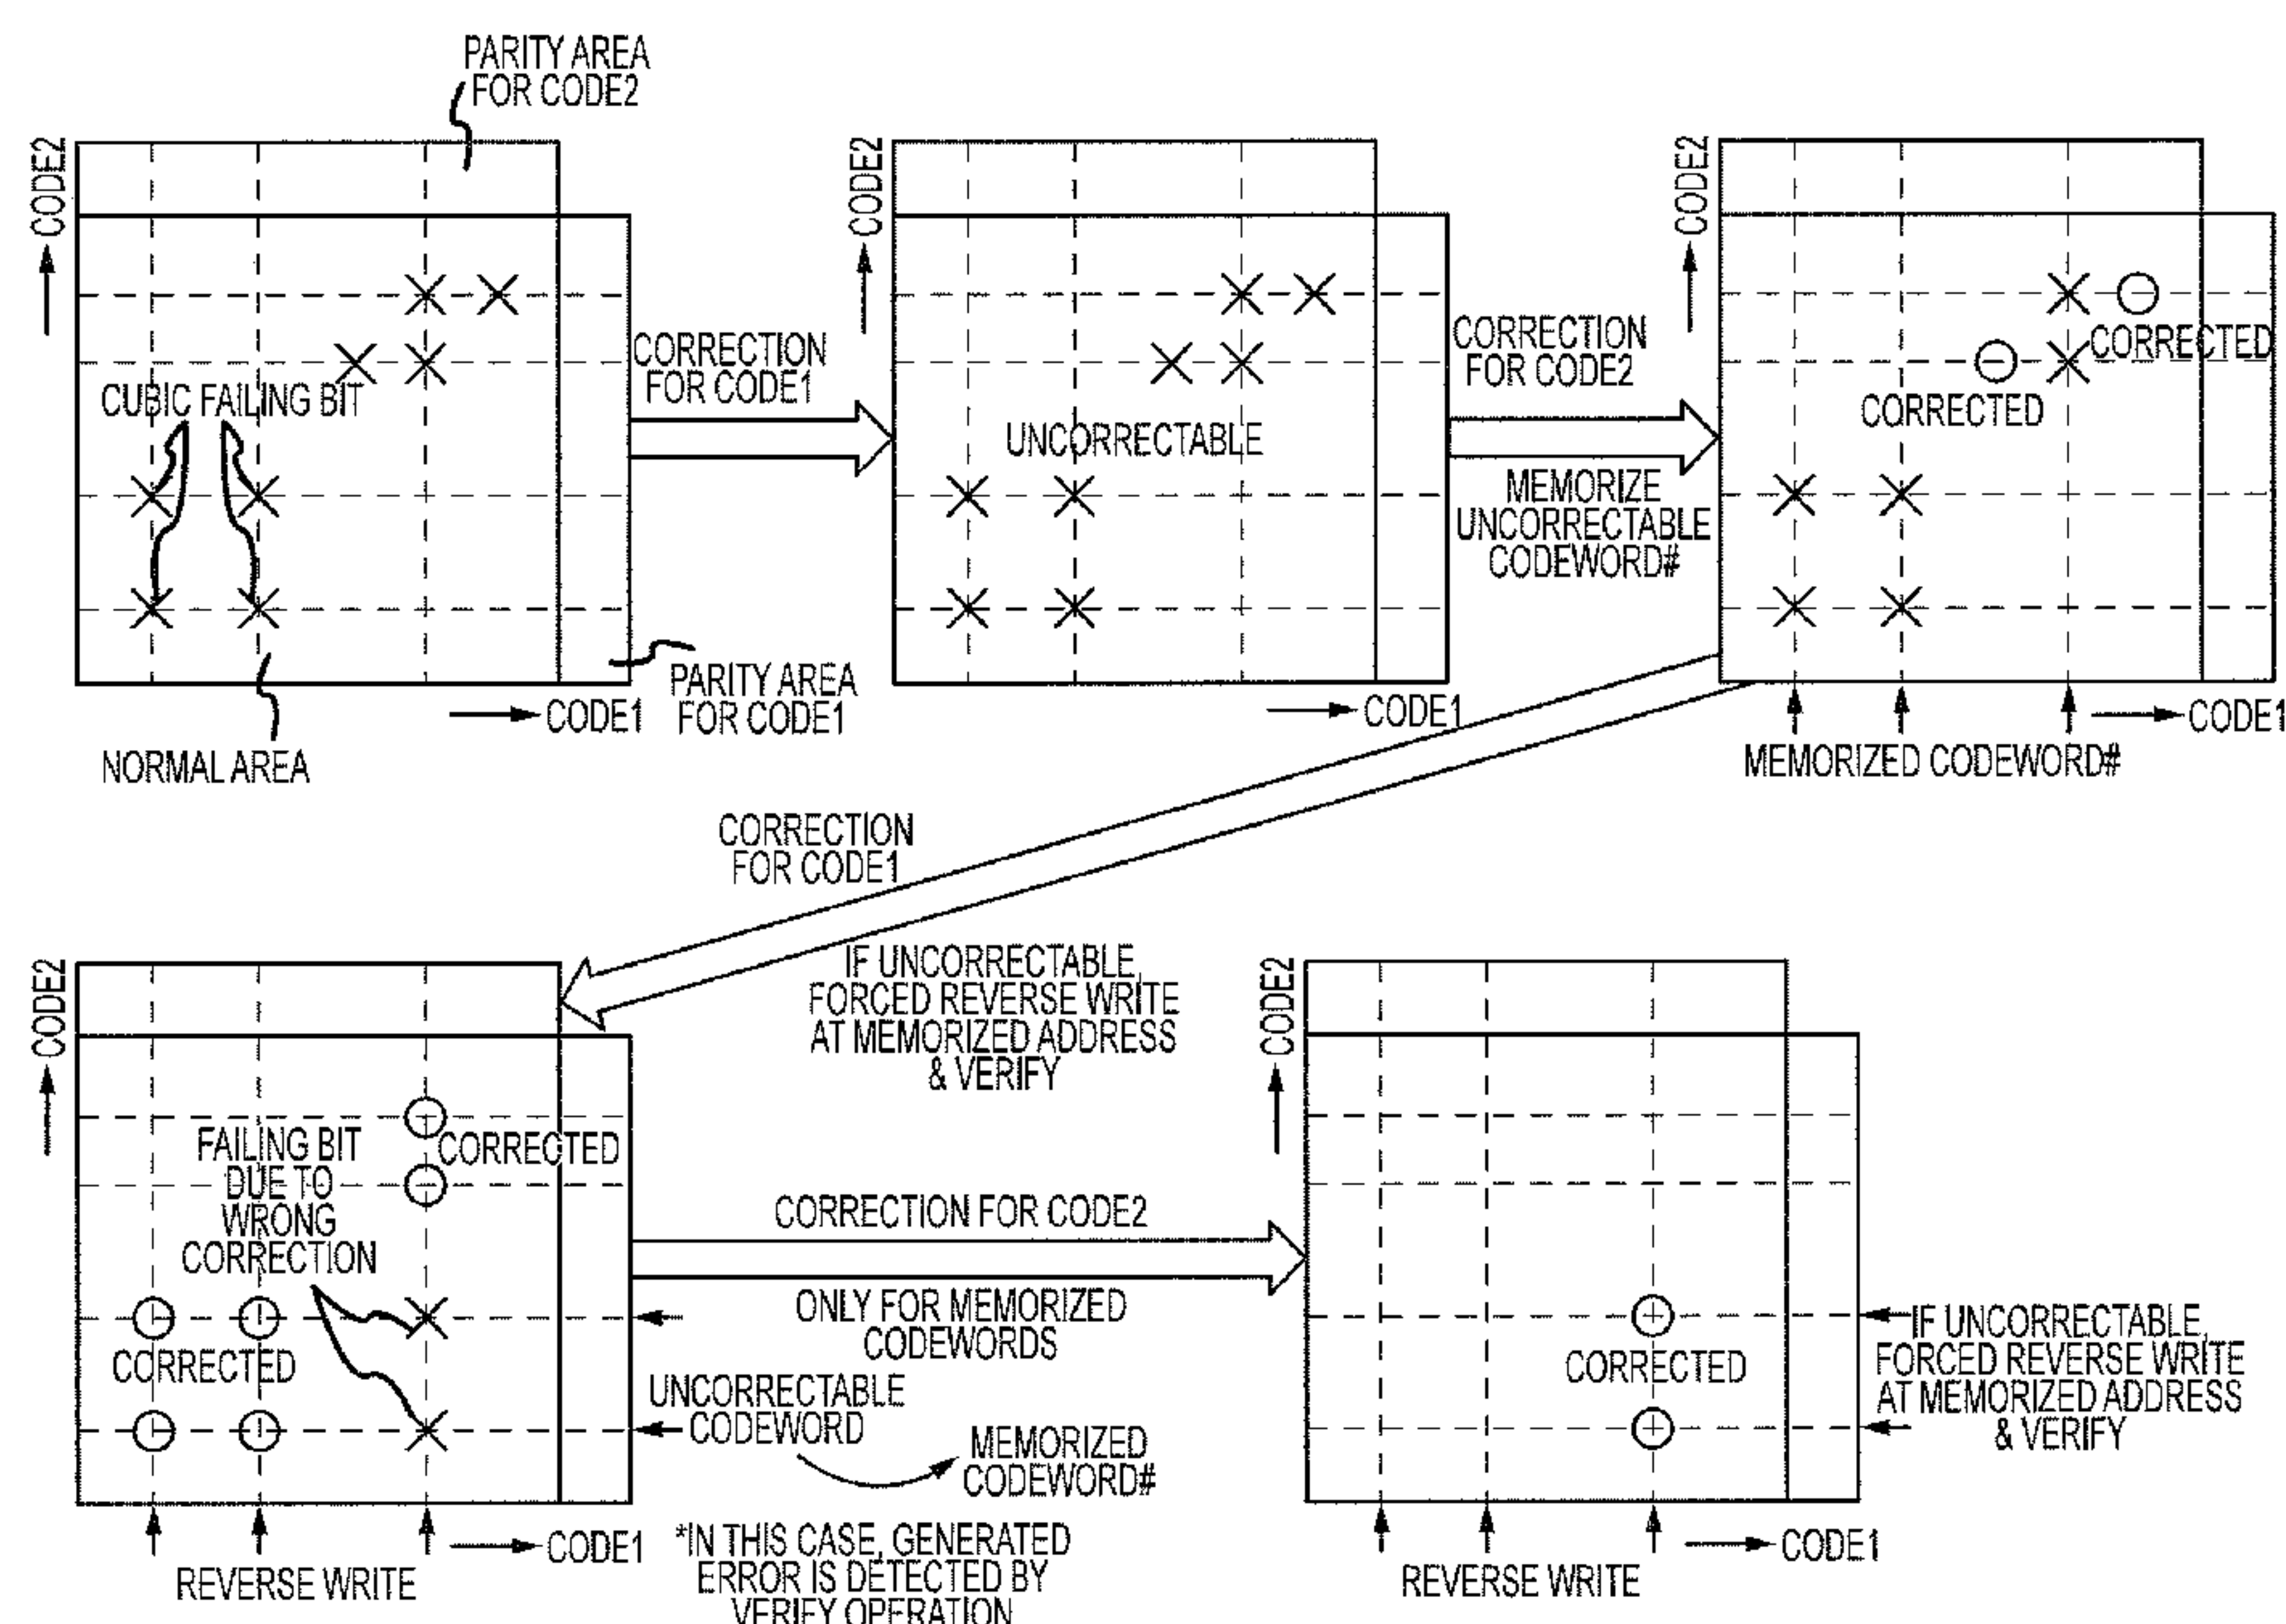 PARITY AREA
FOR CODE2
CODE2
CUBIC FAILING BIT
NORMAL AREA
CODE1
PARITY AREA
FOR CODE1
CORRECTION
FOR CODE1
CODE2
UNCORRECTABLE
CODE1
CORRECTION
FOR CODE2
MEMORIZE
UNCORRECTABLE
CODEWORD#
CODE2
CORRECTED
CORRECTED
CODE1
MEMORIZED CODEWORD#
CORRECTION
FOR CODE1
IF UNCORRECTABLE,
FORCED REVERSE WRITE
AT MEMORIZED ADDRESS
& VERIFY
CODE2
CORRECTED
FAILING BIT
DUE TO
WRONG
CORRECTION
CORRECTED
CODE1
REVERSE WRITE
CORRECTION FOR CODE2
ONLY FOR MEMORIZED
CODEWORDS
UNCORRECTABLE
CODEWORD
MEMORIZED
CODEWORD#
*IN THIS CASE, GENERATED
ERROR IS DETECTED BY
VERIFY OPERATION
CODE2
CORRECTED
IF UNCORRECTABLE,
FORCED REVERSE WRITE
AT MEMORIZED ADDRESS
& VERIFY
CODE1
REVERSE WRITE